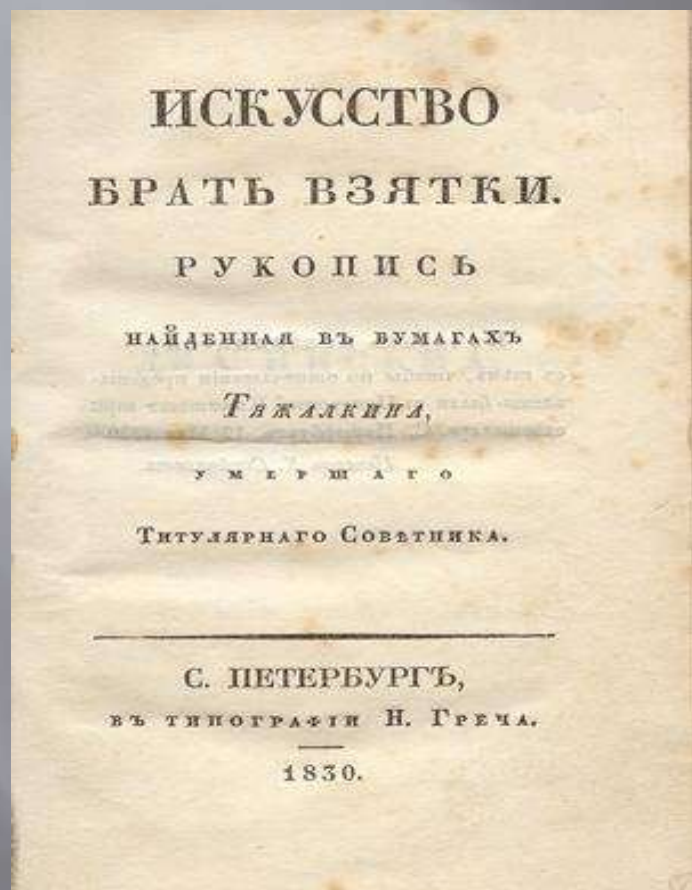 ИСКУССТВО
БРАТЬ ВЗЯТКИ.
РУКОПИСЬ
НАЙДЕННАЯ ВЪ БУМАГАХЪ
ТЯЖАЛКИНА,
УМЕРШАГО
ТИТУЛЯРНАГО СОВѢТНИКА.
С. ПЕТЕРБУРГЪ,
ВЪ ТИПОГРАФІИ Н. ГРЕЧА.
1830.